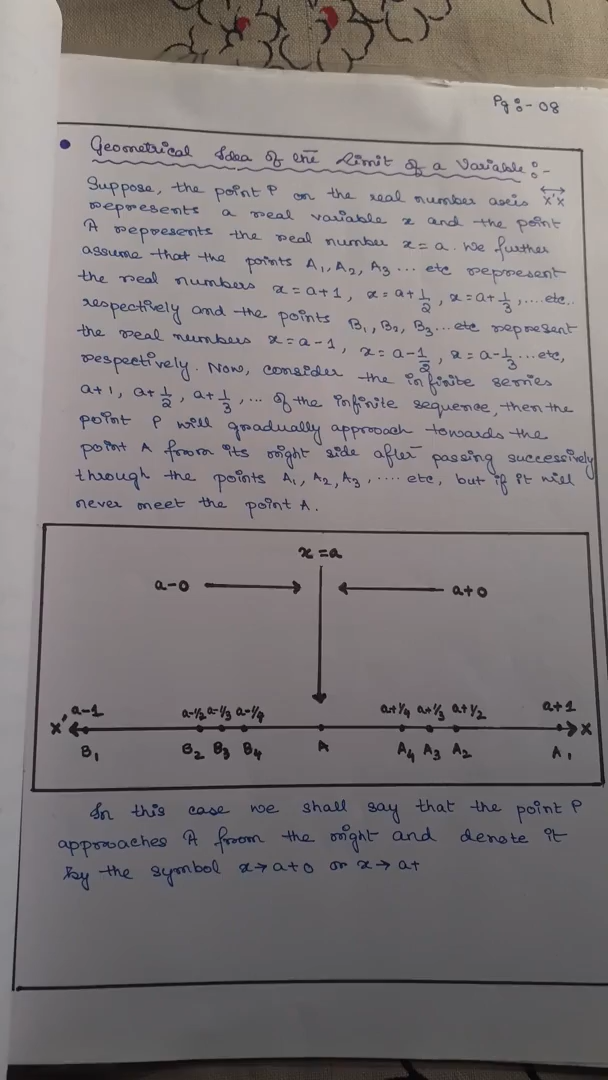 Pg:- 08
• Geometrical Idea of the Limit of a Variable:-
Suppose, the point P on the real number axis X'X
represents a real variable x and the point
A represents the real number x = a. We further
assume that the points A₁, A₂, A₃ ... etc represent
the real numbers x = a+1, x = a+1/2, x = a+1/3, .... etc..
respectively and the points B₁, B₂, B₃ ... etc represent
the real numbers x = a-1, x = a-1/2, x = a-1/3 ... etc,
respectively. Now, consider the infinite series
a+1, a+1/2, a+1/3, ... of the infinite sequence, then the
point P will gradually approach towards the
point A from its right side after passing successively
through the points A₁, A₂, A₃, ..... etc, but if it will
never meet the point A.
x = a
a-0 a+0
a-1 a-1/2 a-1/3 a-1/4 a+1/4 a+1/3 a+1/2 a+1
X' X
B₁ B₂ B₃ B₄ A A₄ A₃ A₂ A₁
In this case we shall say that the point P
approaches A from the right and denote it
by the symbol x→a+0 or x→a+